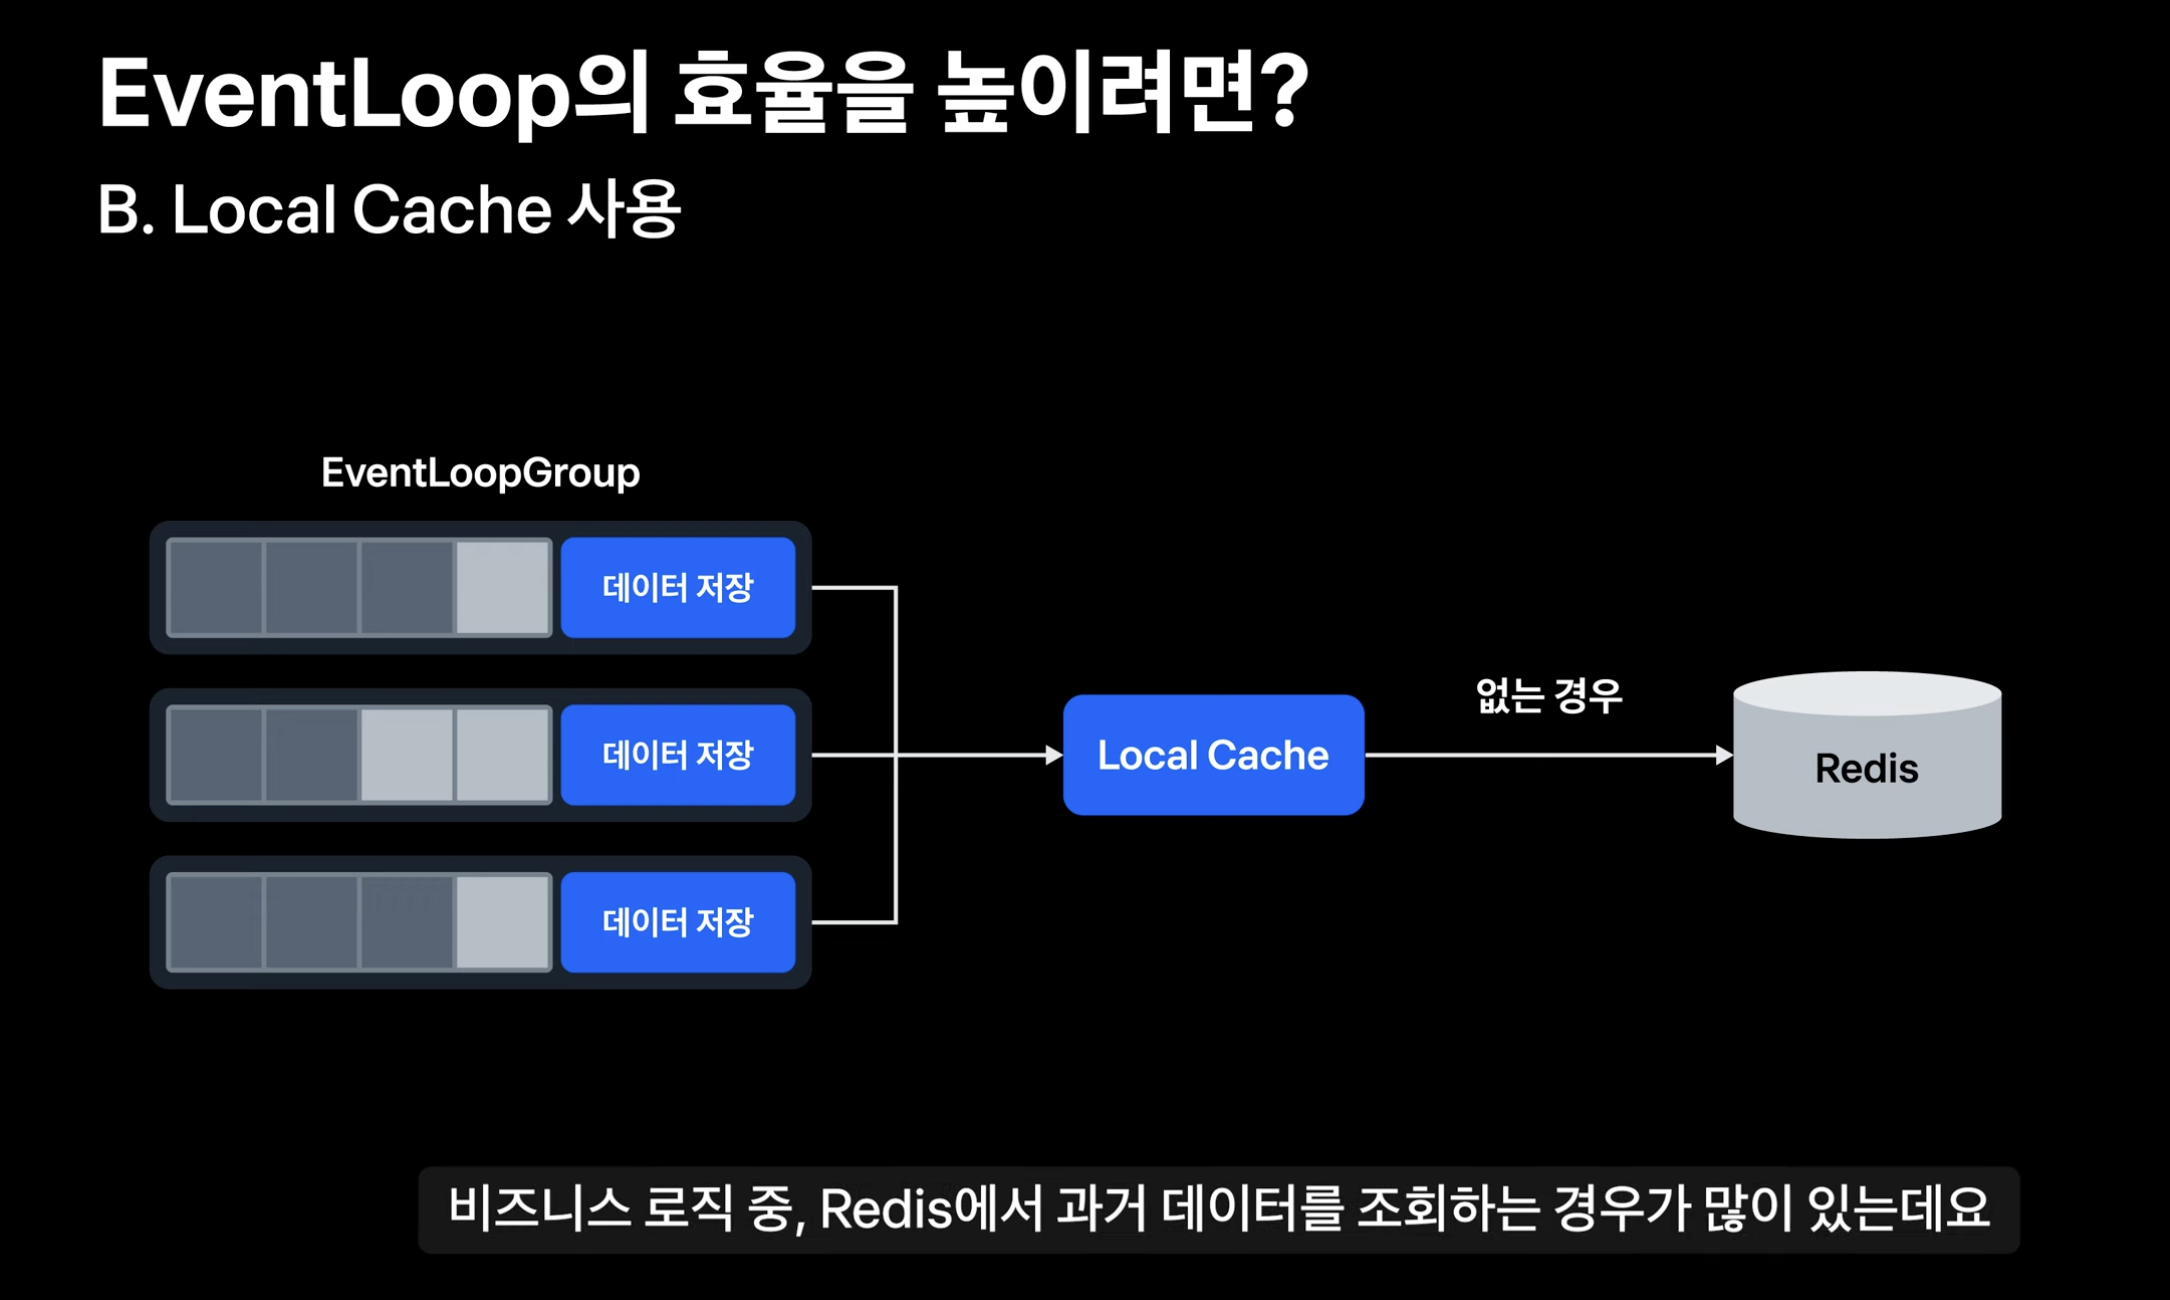 EventLoop의 효율을 높이려면?
B. Local Cache 사용
EventLoopGroup
데이터 저장
데이터 저장
데이터 저장
Local Cache
없는 경우
Redis
비즈니스 로직 중, Redis에서 과거 데이터를 조회하는 경우가 많이 있는데요